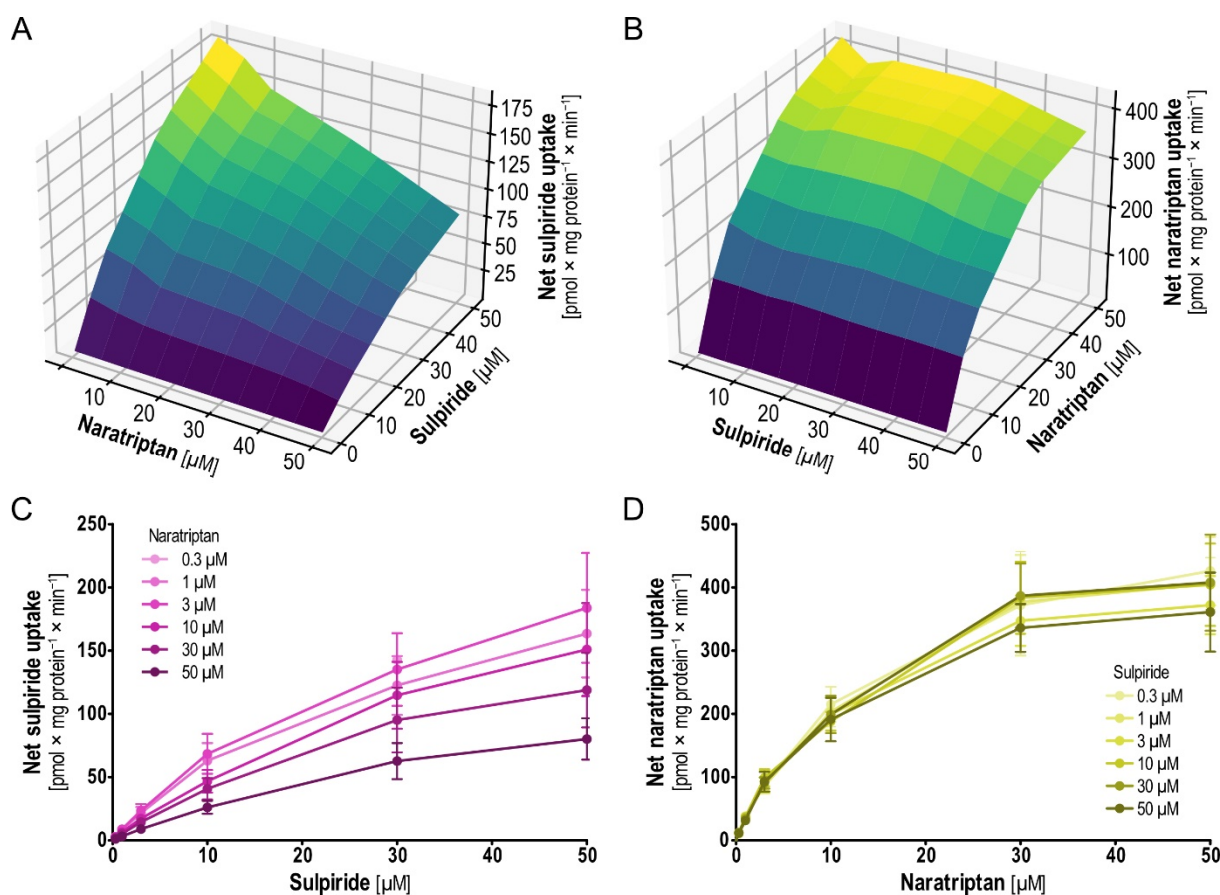 A
175
150
125
100
75
50
25
Net sulpiride uptake
[pmol × mg protein⁻¹ × min⁻¹]
10
20
30
40
50
Naratriptan [µM]
0
10
20
30
40
50
Sulpiride [µM]
B
400
300
200
100
Net naratriptan uptake
[pmol × mg protein⁻¹ × min⁻¹]
10
20
30
40
50
Sulpiride [µM]
0
10
20
30
40
50
Naratriptan [µM]
C
250
200
150
100
50
0
Net sulpiride uptake
[pmol × mg protein⁻¹ × min⁻¹]
Naratriptan
0.3 µM
1 µM
3 µM
10 µM
30 µM
50 µM
0 10 20 30 40 50
Sulpiride [µM]
D
500
400
300
200
100
0
Net naratriptan uptake
[pmol × mg protein⁻¹ × min⁻¹]
Sulpiride
0.3 µM
1 µM
3 µM
10 µM
30 µM
50 µM
0 10 20 30 40 50
Naratriptan [µM]